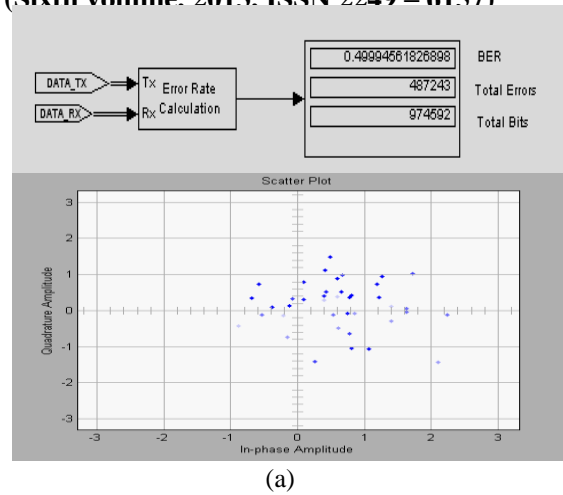 DATA_TX
DATA_RX
Tx Error Rate
Rx Calculation
0.49994561826898 BER
487243 Total Errors
974592 Total Bits
Scatter Plot
Quadrature Amplitude
3
2
1
0
-1
-2
-3
-3 -2 -1 0 1 2 3
In-phase Amplitude
(a)